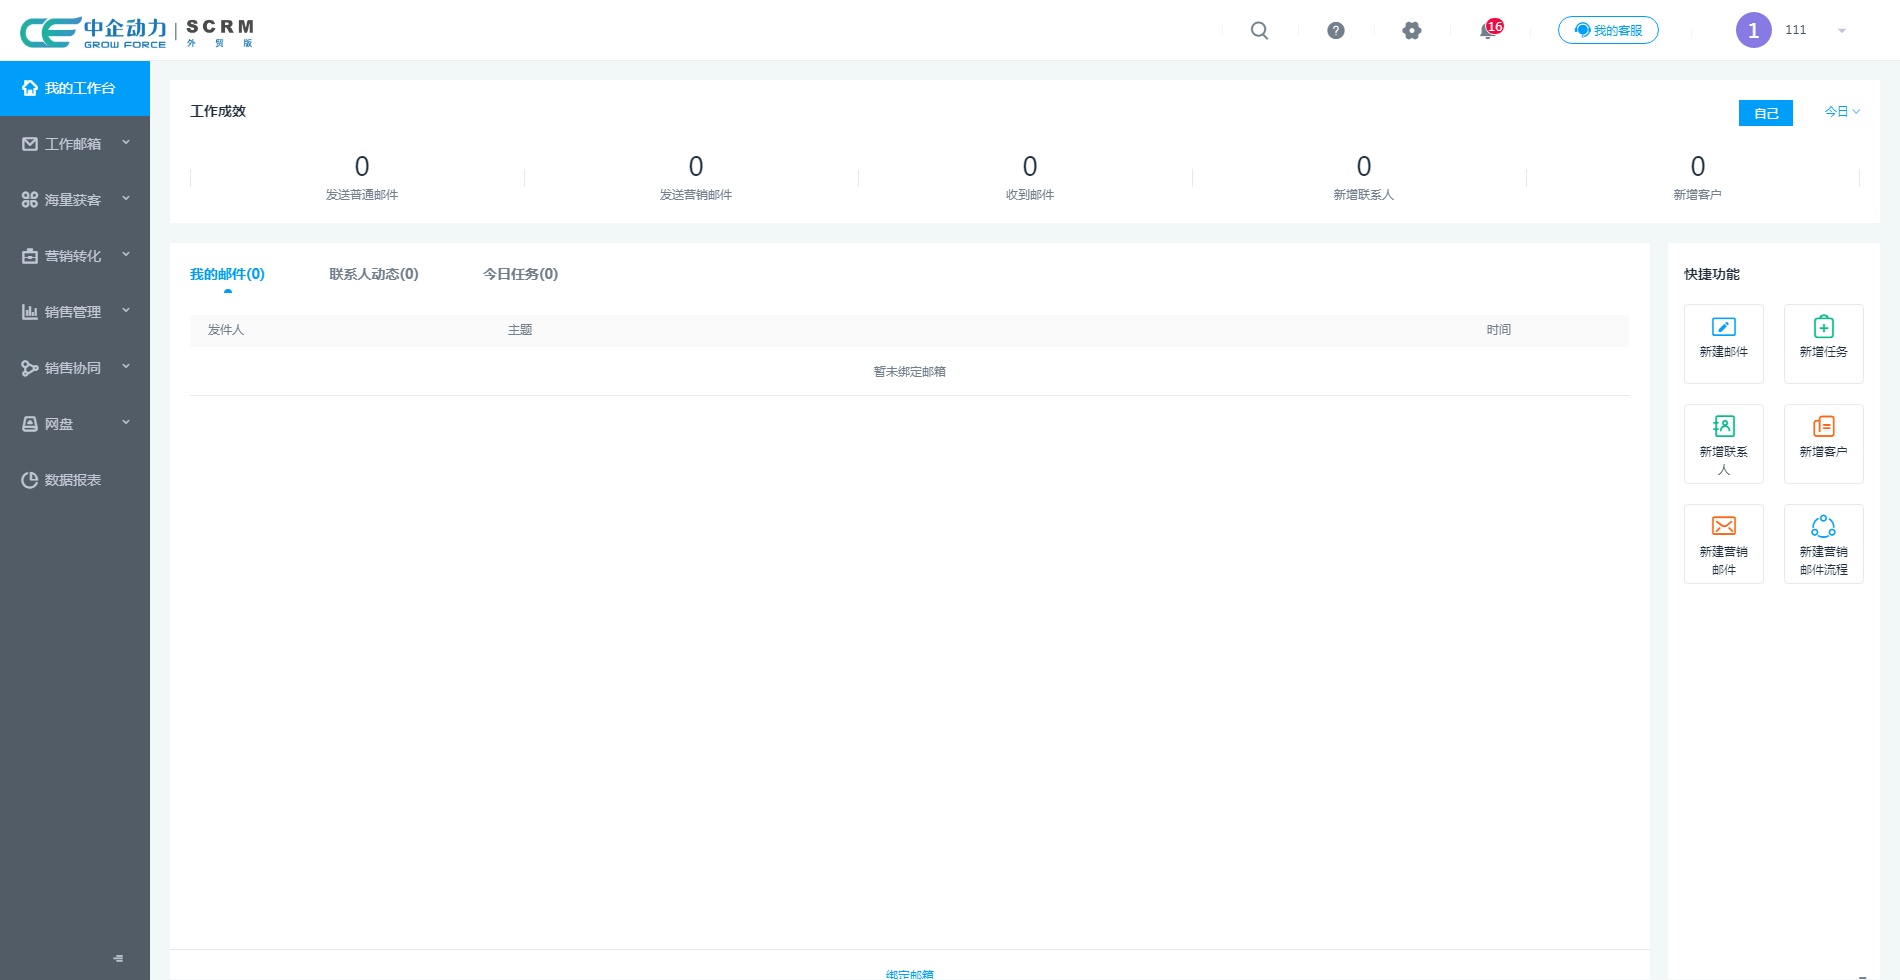 中企动力 SCRM
GROW FORCE 外贸版
16
我的客服
1
111
我的工作台
工作邮箱
海量获客
营销转化
销售管理
销售协同
网盘
数据报表
工作成效
自己
今日
0
发送普通邮件
0
发送营销邮件
0
收到邮件
0
新增联系人
0
新增客户
我的邮件(0)
联系人动态(0)
今日任务(0)
发件人
主题
时间
暂未绑定邮箱
绑定邮箱
快捷功能
新建邮件
新增任务
新增联系
人
新增客户
新建营销
邮件
新建营销
邮件流程